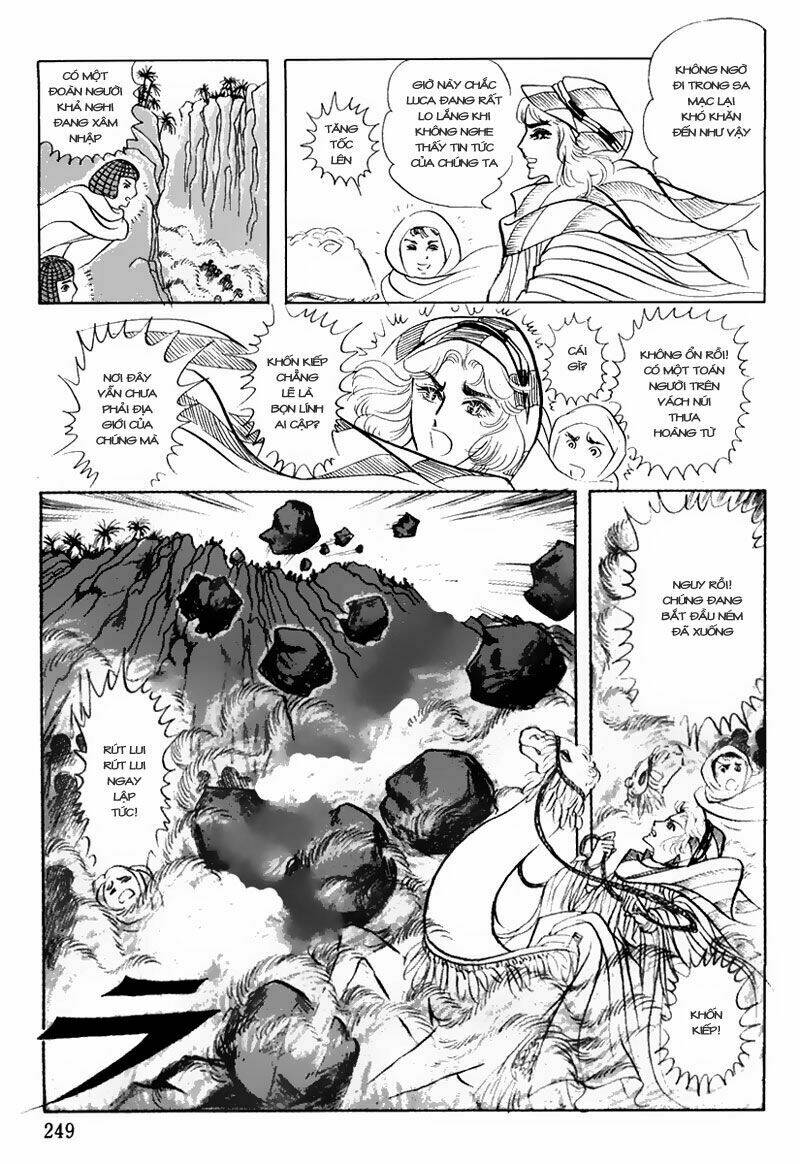 KHÔNG NGỜ
ĐI TRONG SA
MẠC LẠI
KHÓ KHĂN
ĐẾN NHƯ VẬY
GIỜ NÀY CHẮC
LUCA ĐANG RẤT
LO LẮNG KHI
KHÔNG NGHE
THẤY TIN TỨC
CỦA CHÚNG TA
TĂNG
TỐC
LÊN
CÓ MỘT
ĐOÀN NGƯỜI
KHẢ NGHI
ĐANG XÂM
NHẬP
KHÔNG ỔN RỒI!
CÓ MỘT TOÁN
NGƯỜI TRÊN
VÁCH NÚI
THƯA
HOÀNG TỬ
CÁI
GÌ?
KHỐN KIẾP
CHẲNG
LẼ LÀ
BỌN LÍNH
AI CẬP?
NƠI ĐÂY
VẪN CHƯA
PHẢI ĐỊA
GIỚI CỦA
CHÚNG MÀ
NGUY RỒI!
CHÚNG ĐANG
BẮT ĐẦU NÉM
ĐÁ XUỐNG
KHỐN
KIẾP!
RÚT LUI
RÚT LUI
NGAY
LẬP
TỨC!
ラ
249